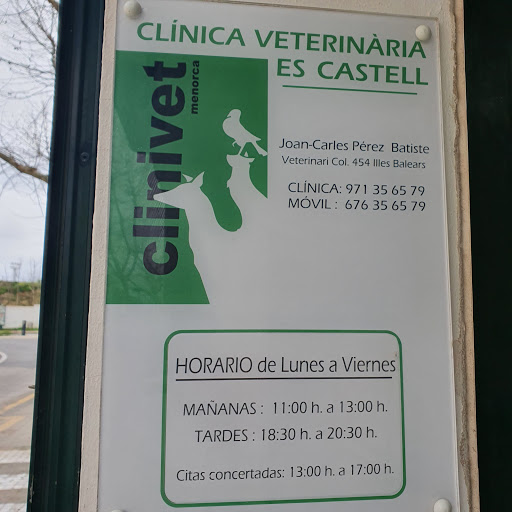 CLÍNICA VETERINÀRIA
ES CASTELL
clinivet
menorca
Joan-Carles Pérez Batiste
Veterinari Col. 454 Illes Balears
CLÍNICA: 971 35 65 79
MÓVIL : 676 35 65 79
HORARIO de Lunes a Viernes
MAÑANAS : 11:00 h. a 13:00 h.
TARDES : 18:30 h. a 20:30 h.
Citas concertadas: 13:00 h. a 17:00 h.